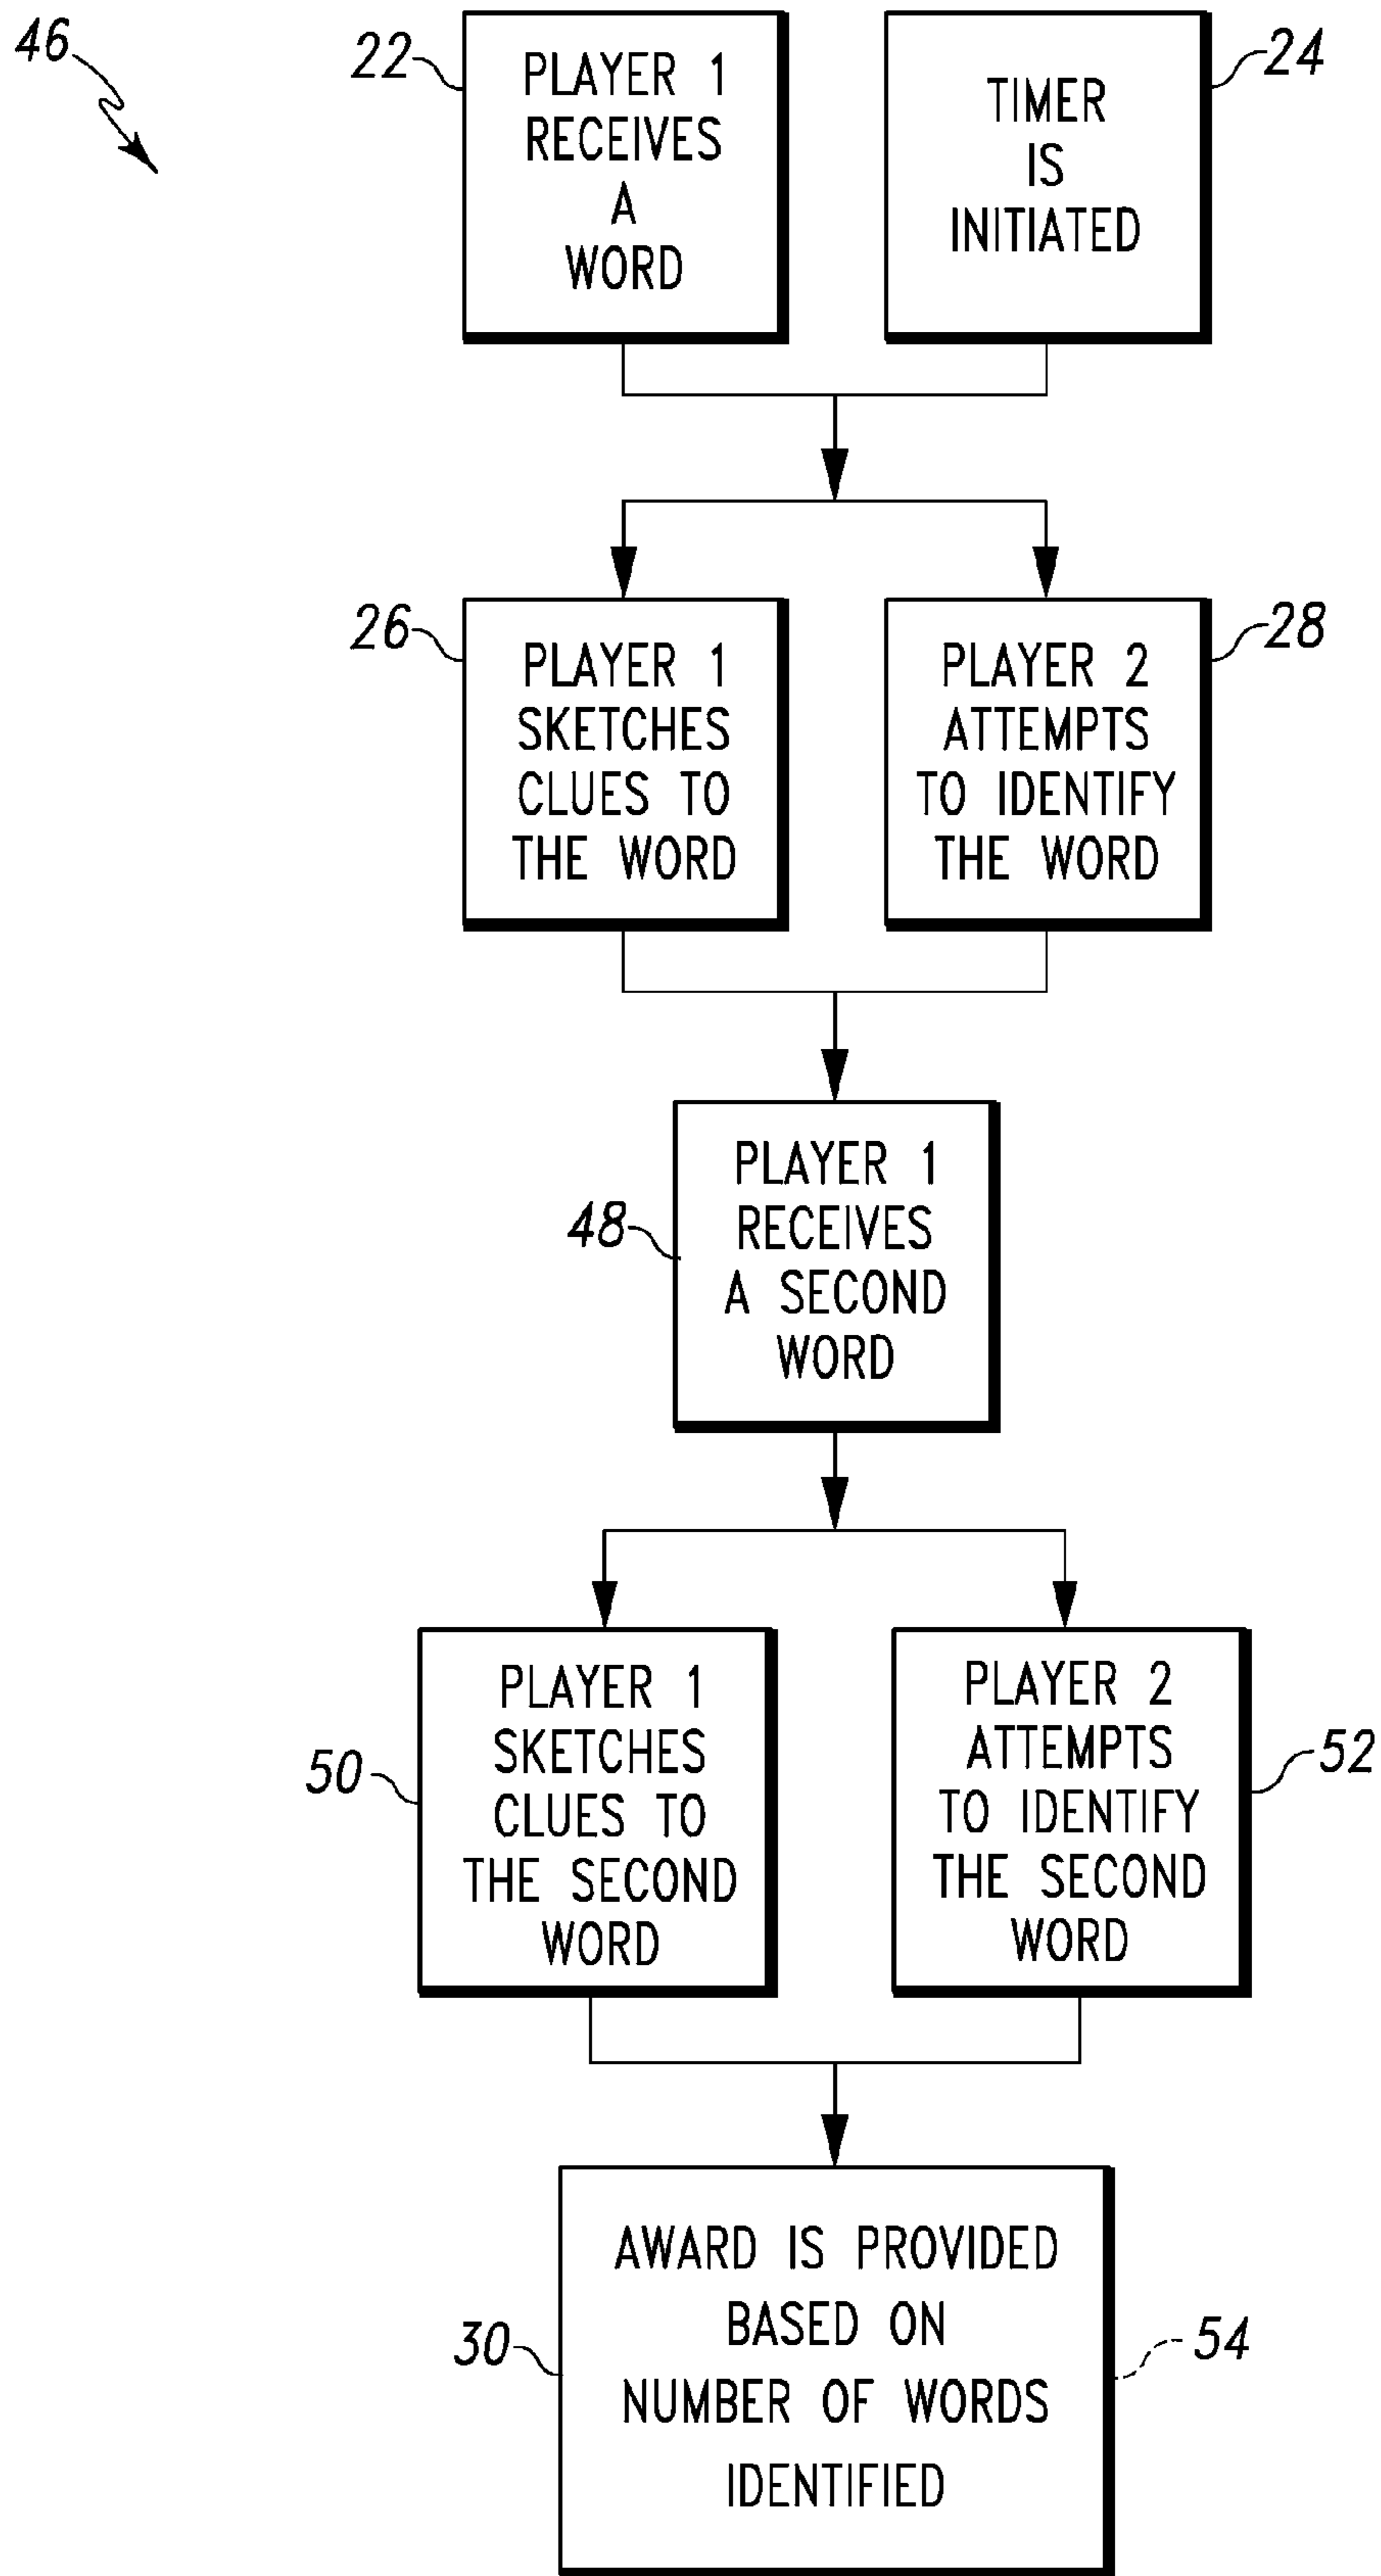 46
22
PLAYER 1
RECEIVES
A
WORD
24
TIMER
IS
INITIATED
26
PLAYER 1
SKETCHES
CLUES TO
THE WORD
28
PLAYER 2
ATTEMPTS
TO IDENTIFY
THE WORD
48
PLAYER 1
RECEIVES
A SECOND
WORD
50
PLAYER 1
SKETCHES
CLUES TO
THE SECOND
WORD
52
PLAYER 2
ATTEMPTS
TO IDENTIFY
THE SECOND
WORD
30
AWARD IS PROVIDED
BASED ON
NUMBER OF WORDS
IDENTIFIED
54